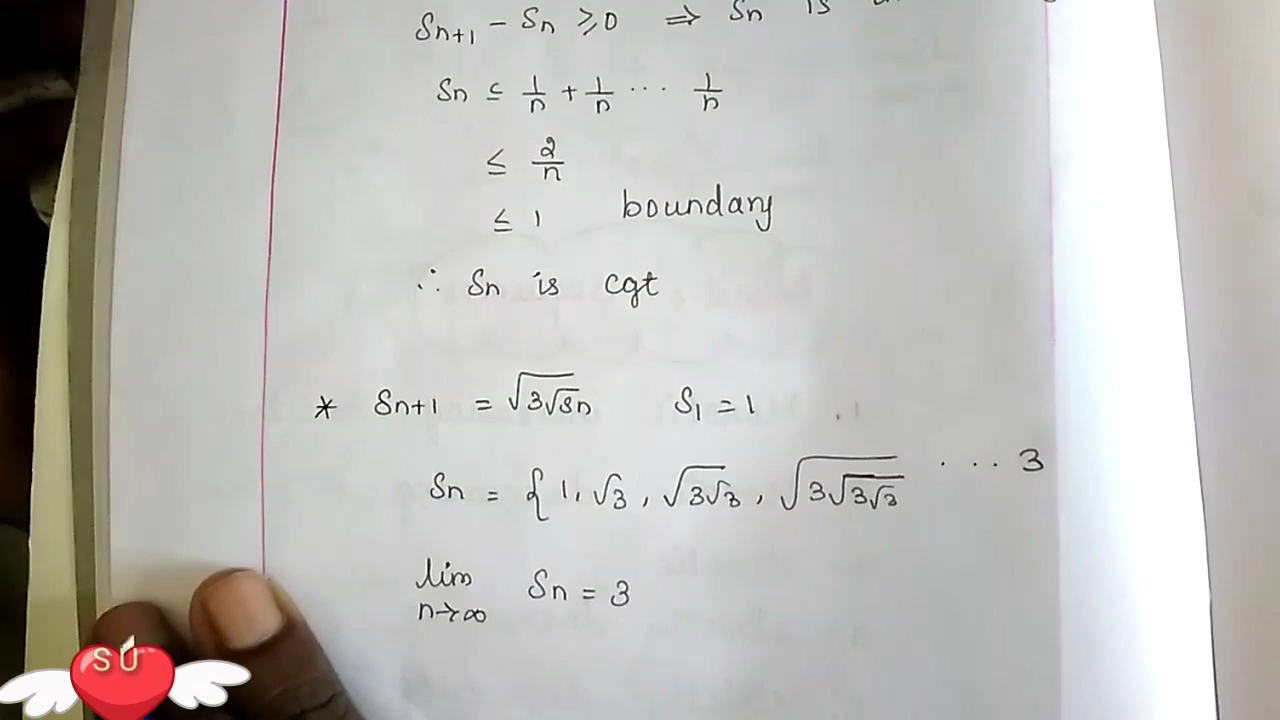 Sn+1 − Sn ≥ 0 ⇒ Sn is
Sn ≤ 1/n + 1/n ... 1/n
≤ 2/n
≤ 1 boundary
∴ Sn is cgt
* Sn+1 = √3√Sn S1 = 1
Sn = { 1, √3, √3√3, √3√3√3 ... 3
lim n→∞ Sn = 3
SU